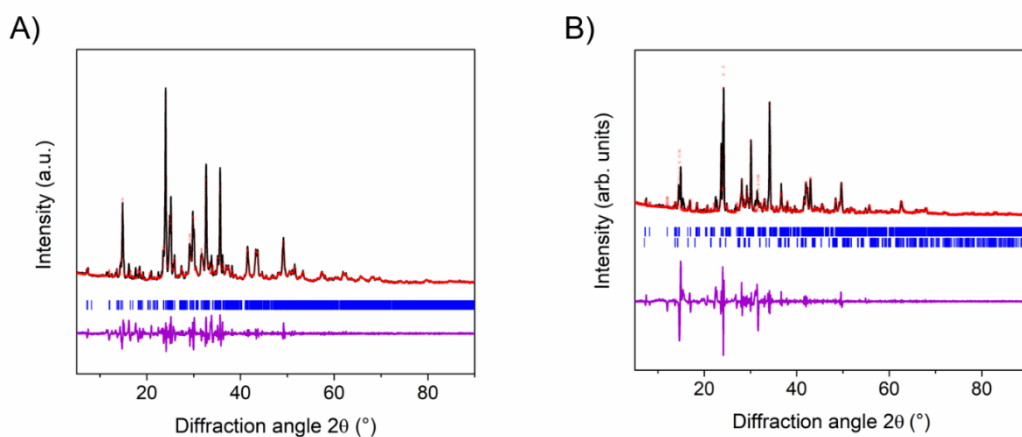 A)
Intensity (a.u.)
20
40
60
80
Diffraction angle 2θ (°)
B)
Intensity (arb. units)
20
40
60
80
Diffraction angle 2θ (°)